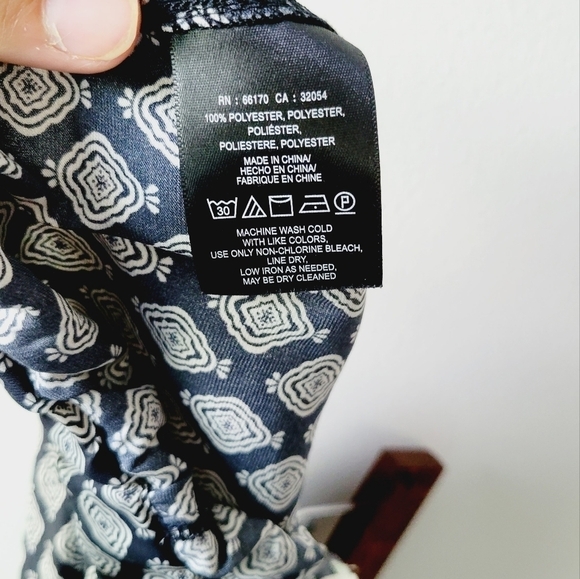 RN : 66170 CA : 32054
100% POLYESTER, POLYESTER,
POLIÉSTER,
POLIESTERE, POLYESTER
MADE IN CHINA/
HECHO EN CHINA/
FABRIQUE EN CHINE
30 P
MACHINE WASH COLD
WITH LIKE COLORS,
USE ONLY NON-CHLORINE BLEACH,
LINE DRY,
LOW IRON AS NEEDED,
MAY BE DRY CLEANED